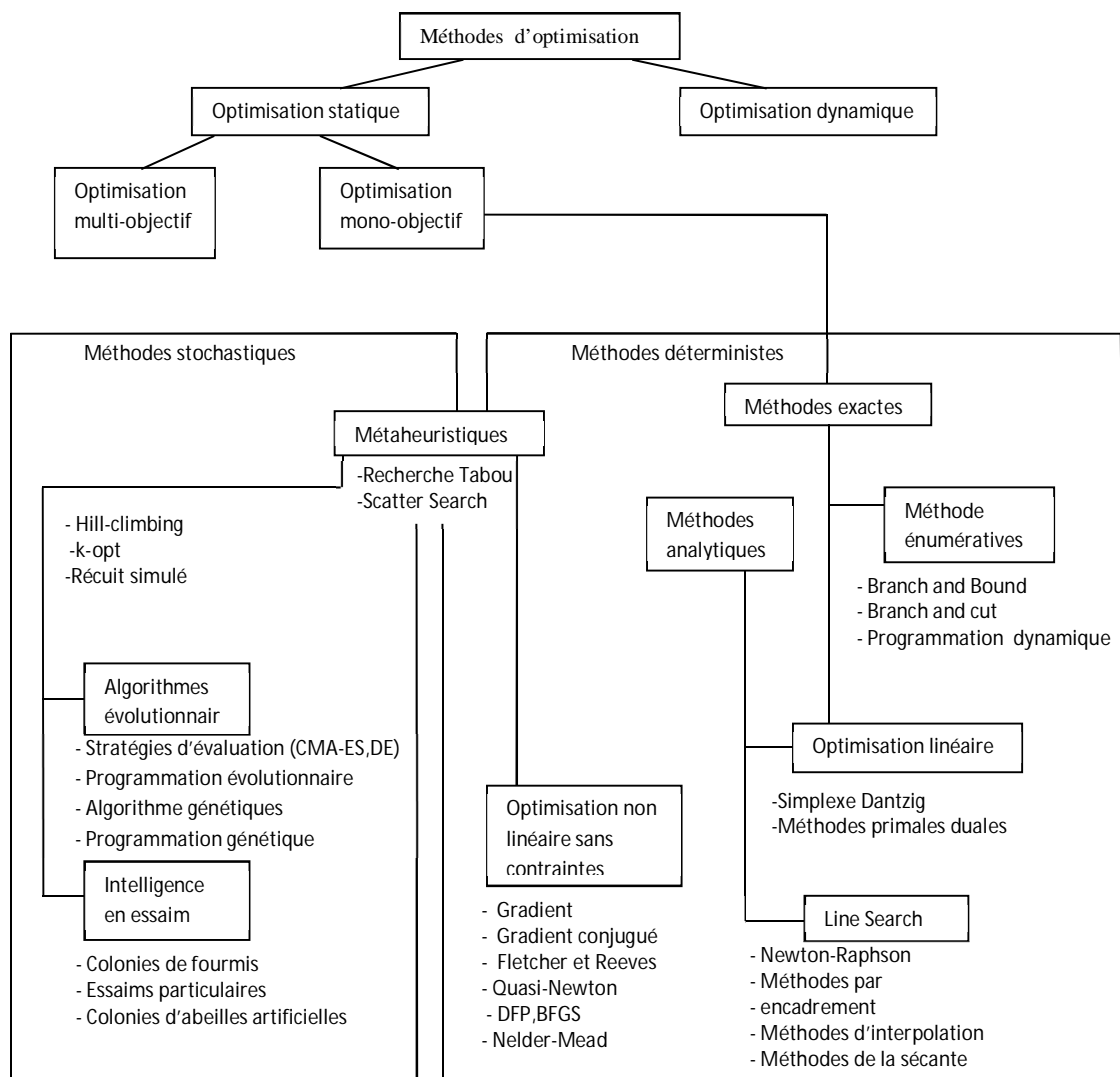 Méthodes d'optimisation
Optimisation statique
Optimisation dynamique
Optimisation
multi-objectif
Optimisation
mono-objectif
Méthodes stochastiques
Méthodes déterministes
Méthodes exactes
Métaheuristiques
-Recherche Tabou
-Scatter Search
- Hill-climbing
-k-opt
-Récuit simulé
Méthodes
analytiques
Méthode
énumératives
- Branch and Bound
- Branch and cut
- Programmation dynamique
Algorithmes
évolutionnair
- Stratégies d'évaluation (CMA-ES,DE)
- Programmation évolutionnaire
- Algorithme génétiques
- Programmation génétique
Optimisation linéaire
-Simplexe Dantzig
-Méthodes primales duales
Optimisation non
linéaire sans
contraintes
- Gradient
- Gradient conjugué
- Fletcher et Reeves
- Quasi-Newton
- DFP,BFGS
- Nelder-Mead
Intelligence
en essaim
- Colonies de fourmis
- Essaims particulaires
- Colonies d'abeilles artificielles
Line Search
- Newton-Raphson
- Méthodes par
- encadrement
- Méthodes d'interpolation
- Méthodes de la sécante